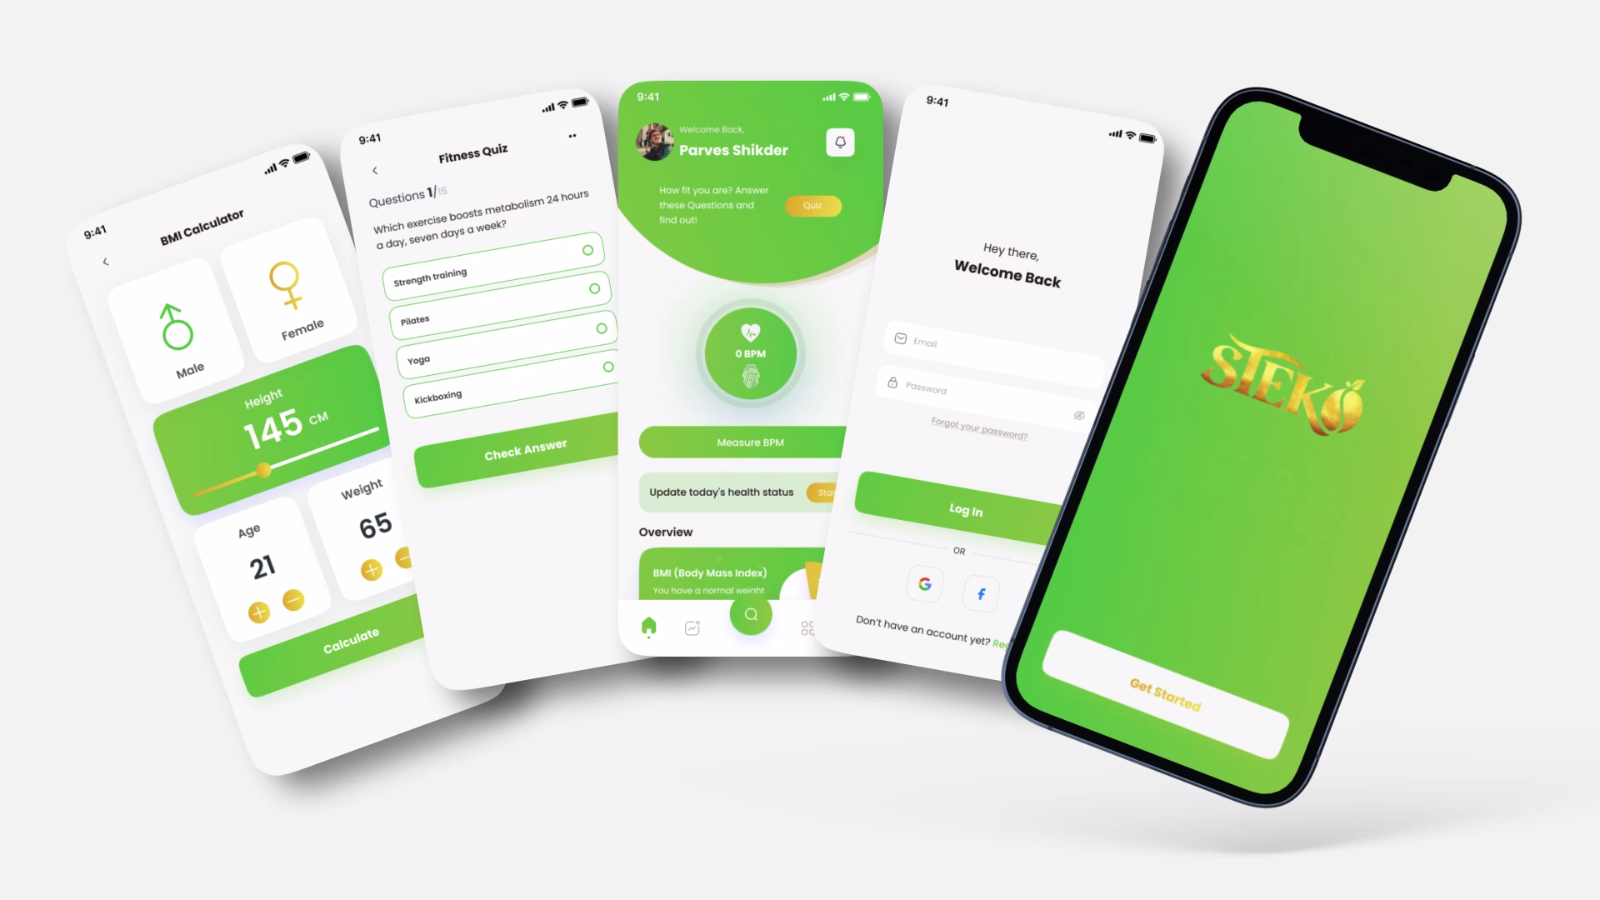 9:41
BMI Calculator
Male
Female
Height
145 CM
Age
21
Weight
65
Calculate
9:41
Fitness Quiz
Questions 1/15
Which exercise boosts metabolism 24 hours
a day, seven days a week?
Strength training
Pilates
Yoga
Kickboxing
Check Answer
9:41
Welcome Back,
Parves Shikder
How fit you are? Answer
these Questions and
find out!
Quiz
0 BPM
Measure BPM
Update today's health status
Overview
BMI (Body Mass Index)
You have a normal weight
9:41
Hey there,
Welcome Back
Email
Password
Forgot your password?
Log In
OR
Don't have an account yet?
STEKO
Get Started